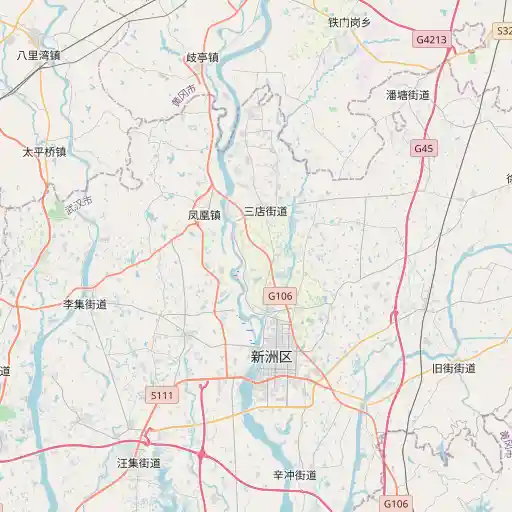 铁门岗乡
S32
G4213
八里湾镇
岐亭镇
黄冈市
潘塘街道
G45
太平桥镇
武汉市
凤凰镇
三店街道
G106
李集街道
新洲区
道
旧街街道
S111
黄冈市
汪集街道
辛冲街道
G106